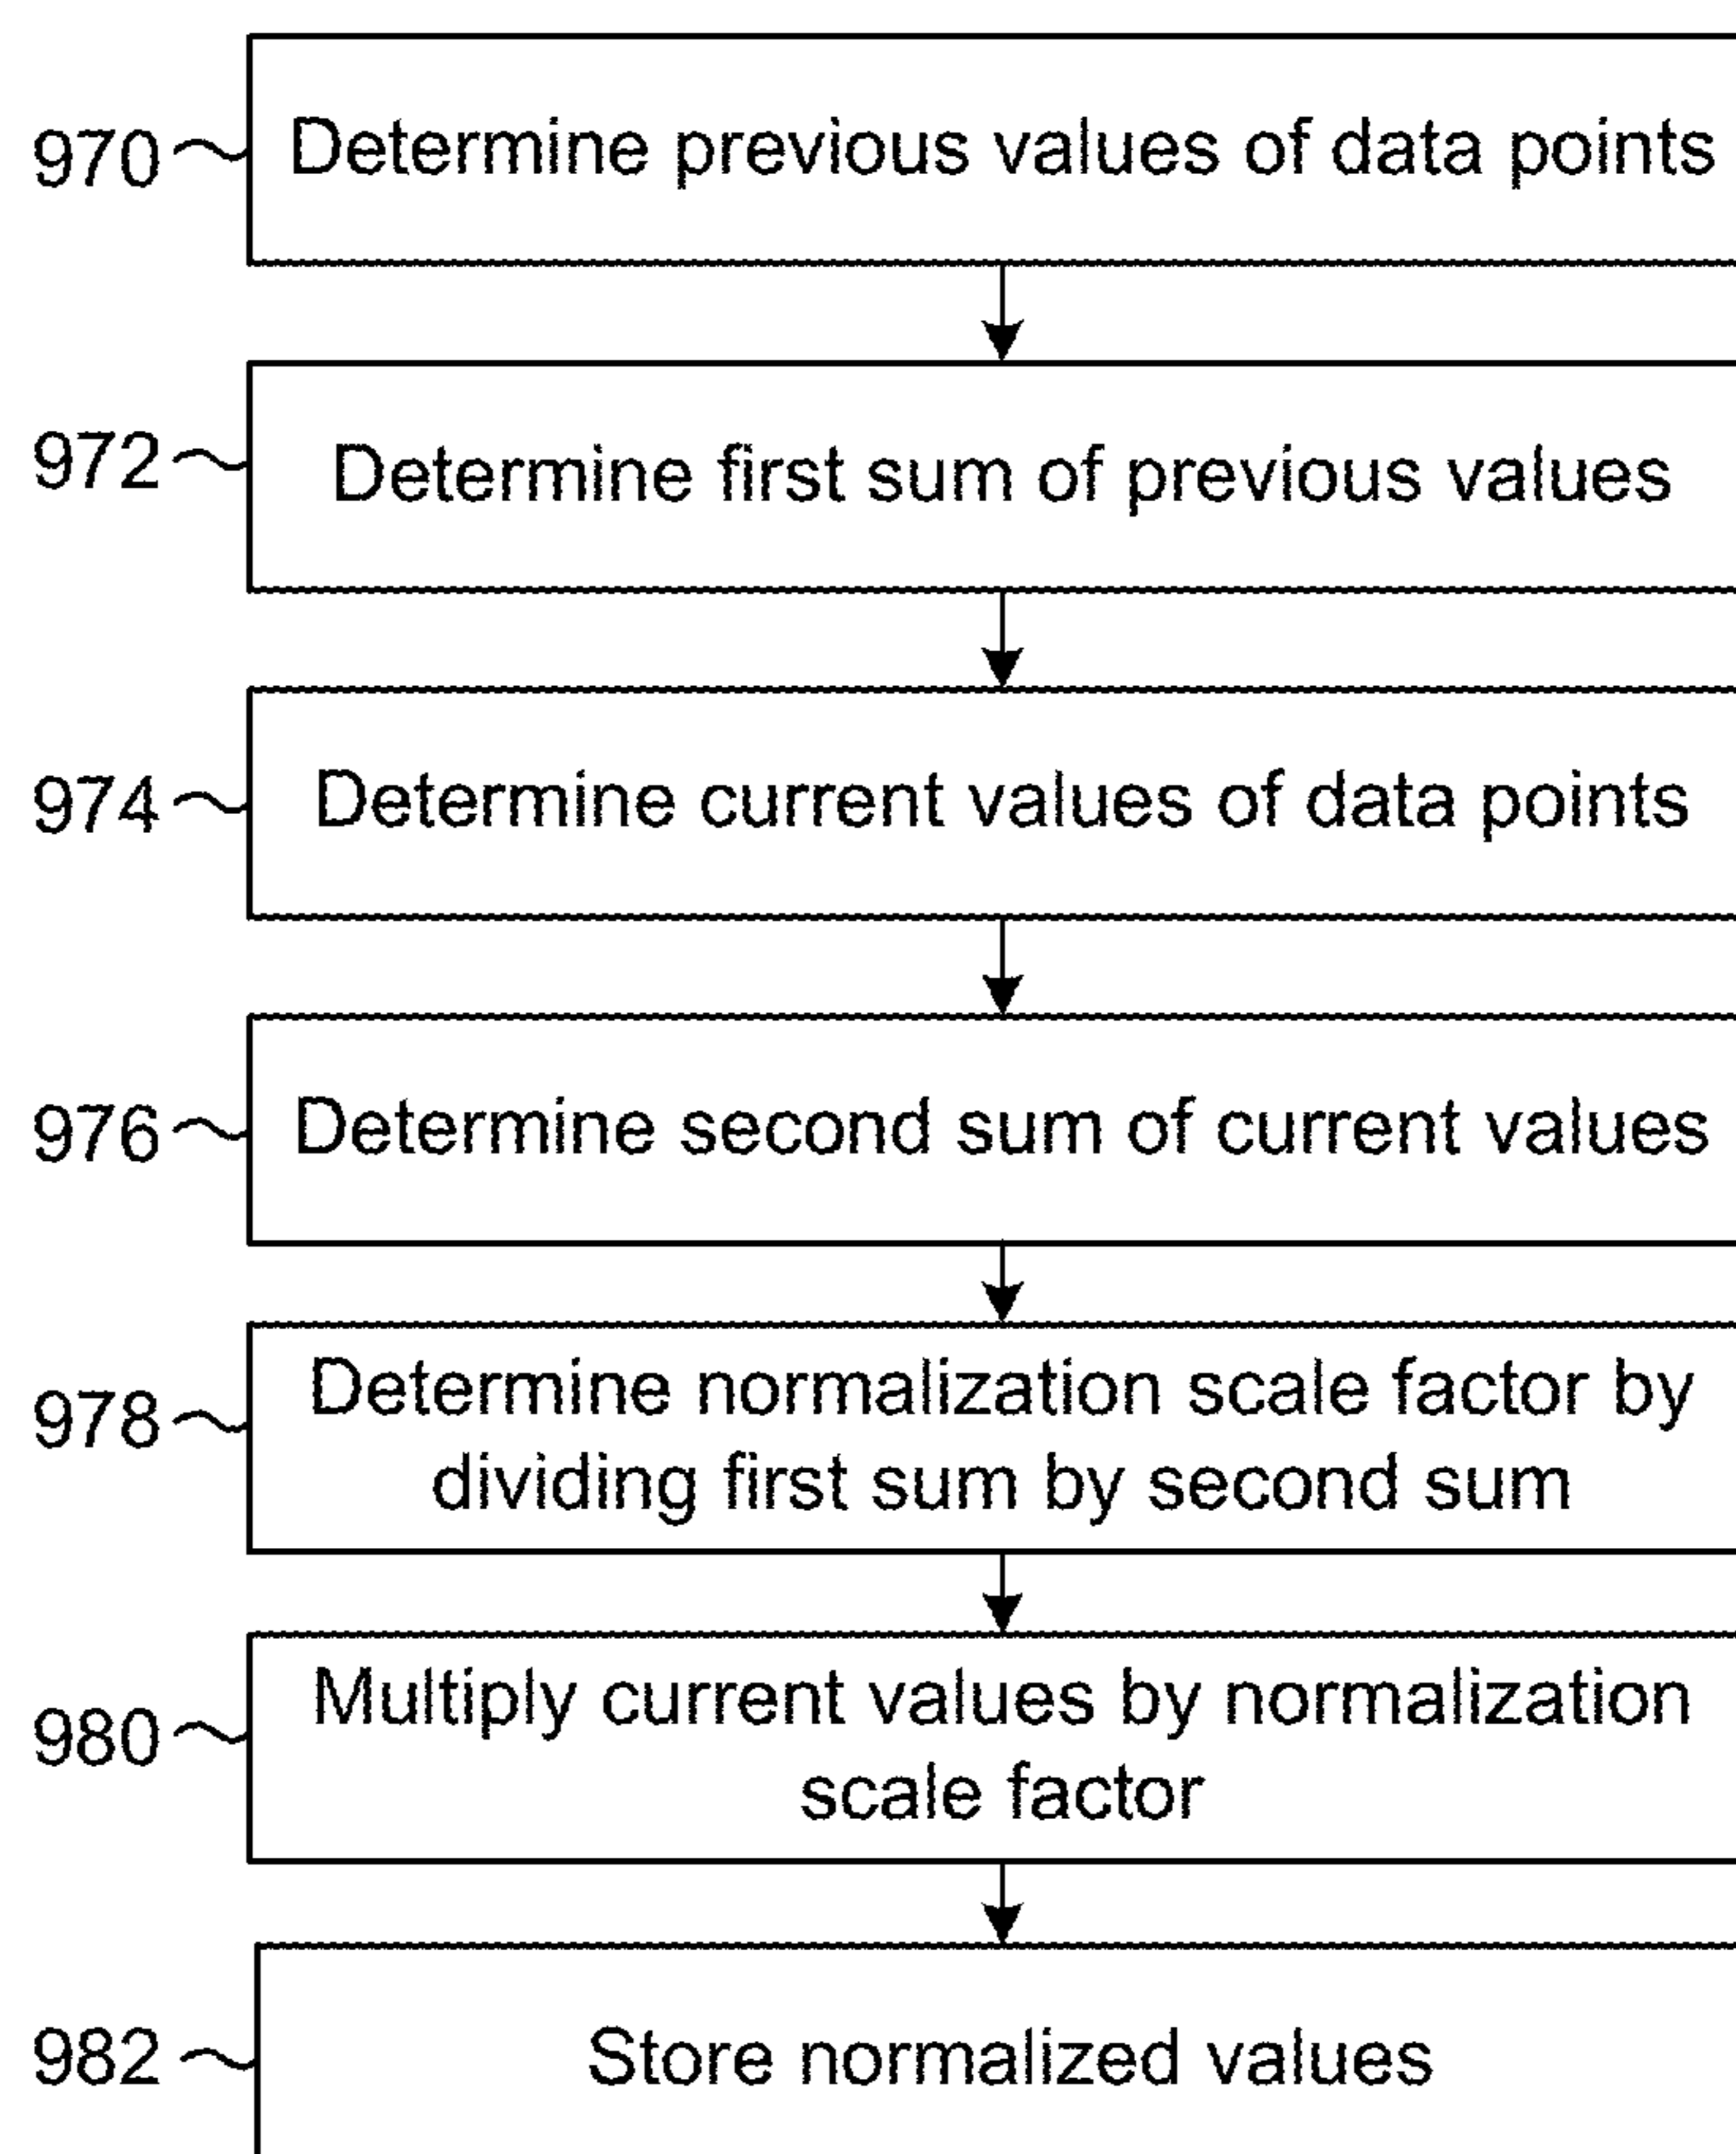 970 Determine previous values of data points
972 Determine first sum of previous values
974 Determine current values of data points
976 Determine second sum of current values
978 Determine normalization scale factor by
dividing first sum by second sum
980 Multiply current values by normalization
scale factor
982 Store normalized values